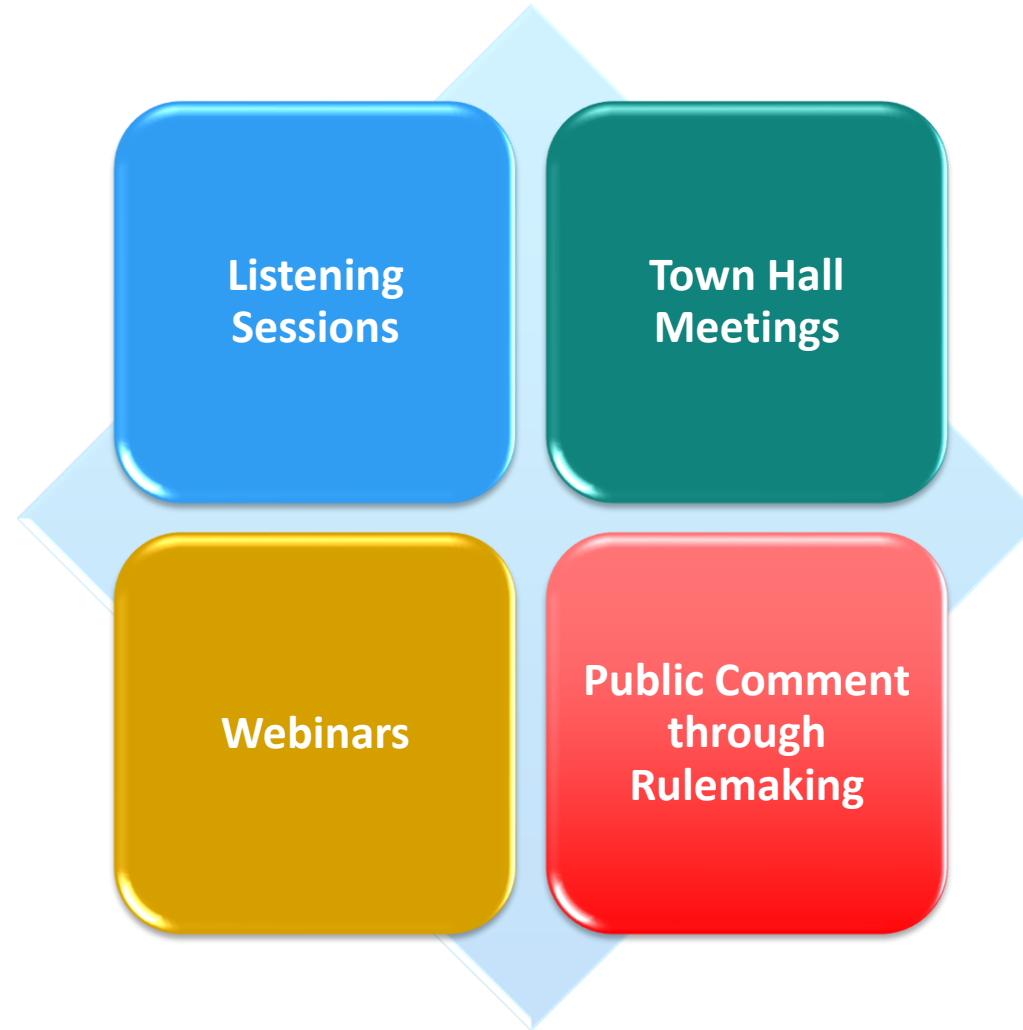 Listening
Sessions
Town Hall
Meetings
Webinars
Public Comment
through
Rulemaking